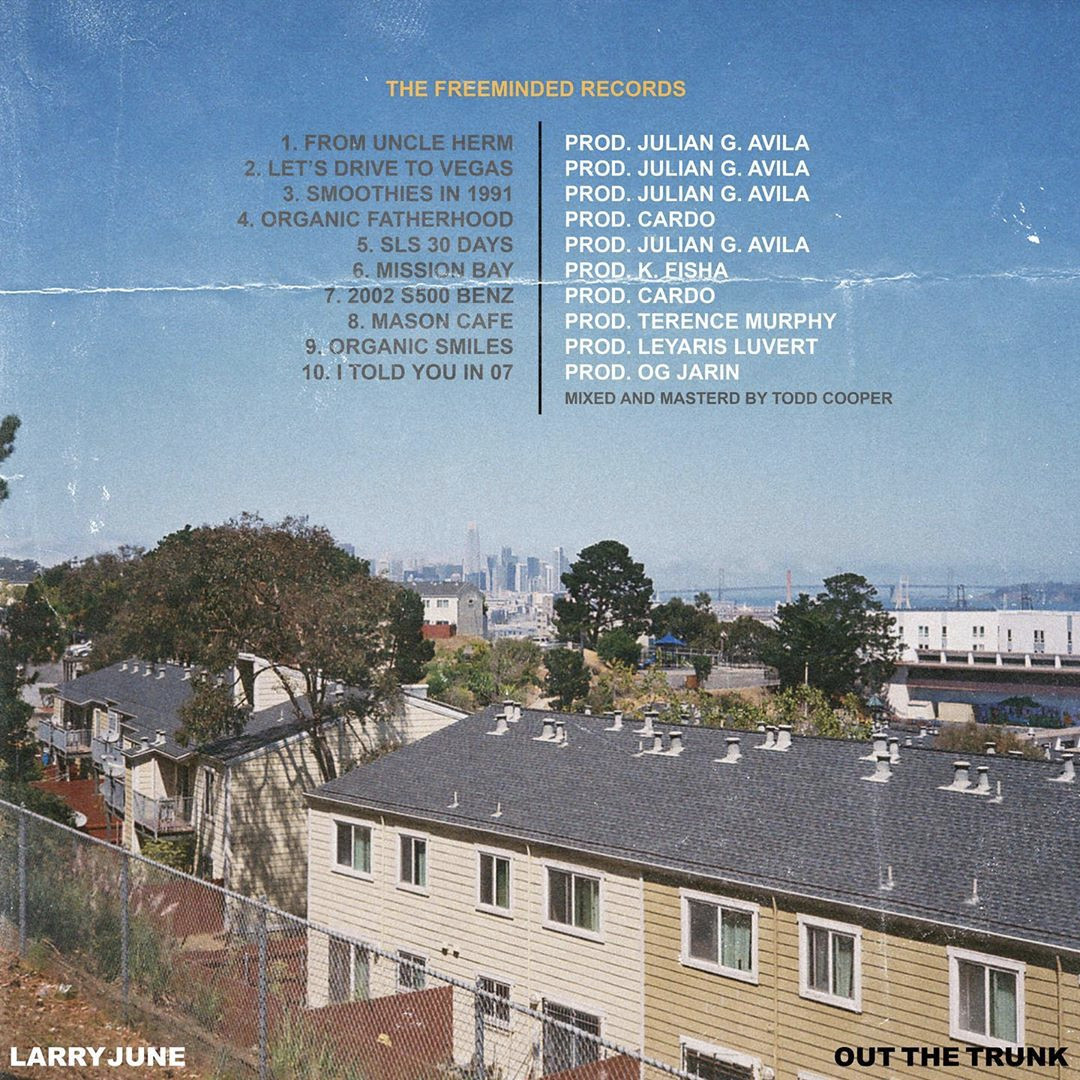 THE FREEMINDED RECORDS
1. FROM UNCLE HERM PROD. JULIAN G. AVILA
2. LET'S DRIVE TO VEGAS PROD. JULIAN G. AVILA
3. SMOOTHIES IN 1991 PROD. JULIAN G. AVILA
4. ORGANIC FATHERHOOD PROD. CARDO
5. SLS 30 DAYS PROD. JULIAN G. AVILA
6. MISSION BAY PROD. K. FISHA
7. 2002 S500 BENZ PROD. CARDO
8. MASON CAFE PROD. TERENCE MURPHY
9. ORGANIC SMILES PROD. LEYARIS LUVERT
10. I TOLD YOU IN 07 PROD. OG JARIN
MIXED AND MASTERD BY TODD COOPER
LARRY JUNE
OUT THE TRUNK